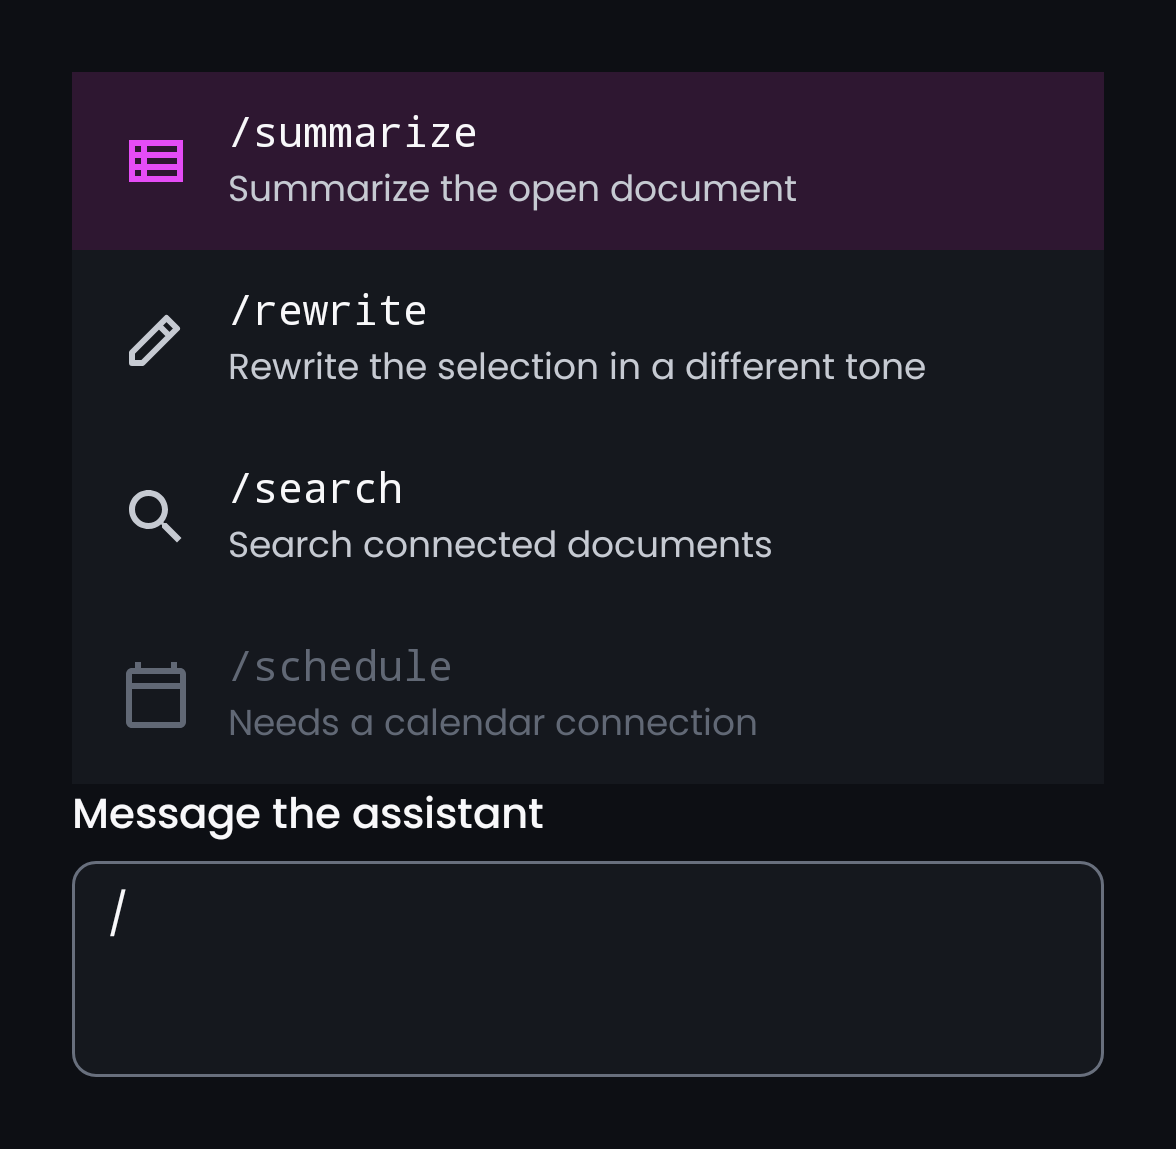 /summarize
Summarize the open document
/rewrite
Rewrite the selection in a different tone
/search
Search connected documents
/schedule
Needs a calendar connection
Message the assistant
/